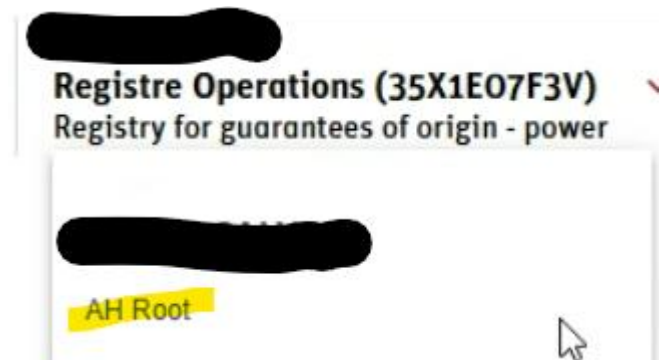 Registre Operations (35X1E07F3V)
Registry for guarantees of origin - power
AH Root